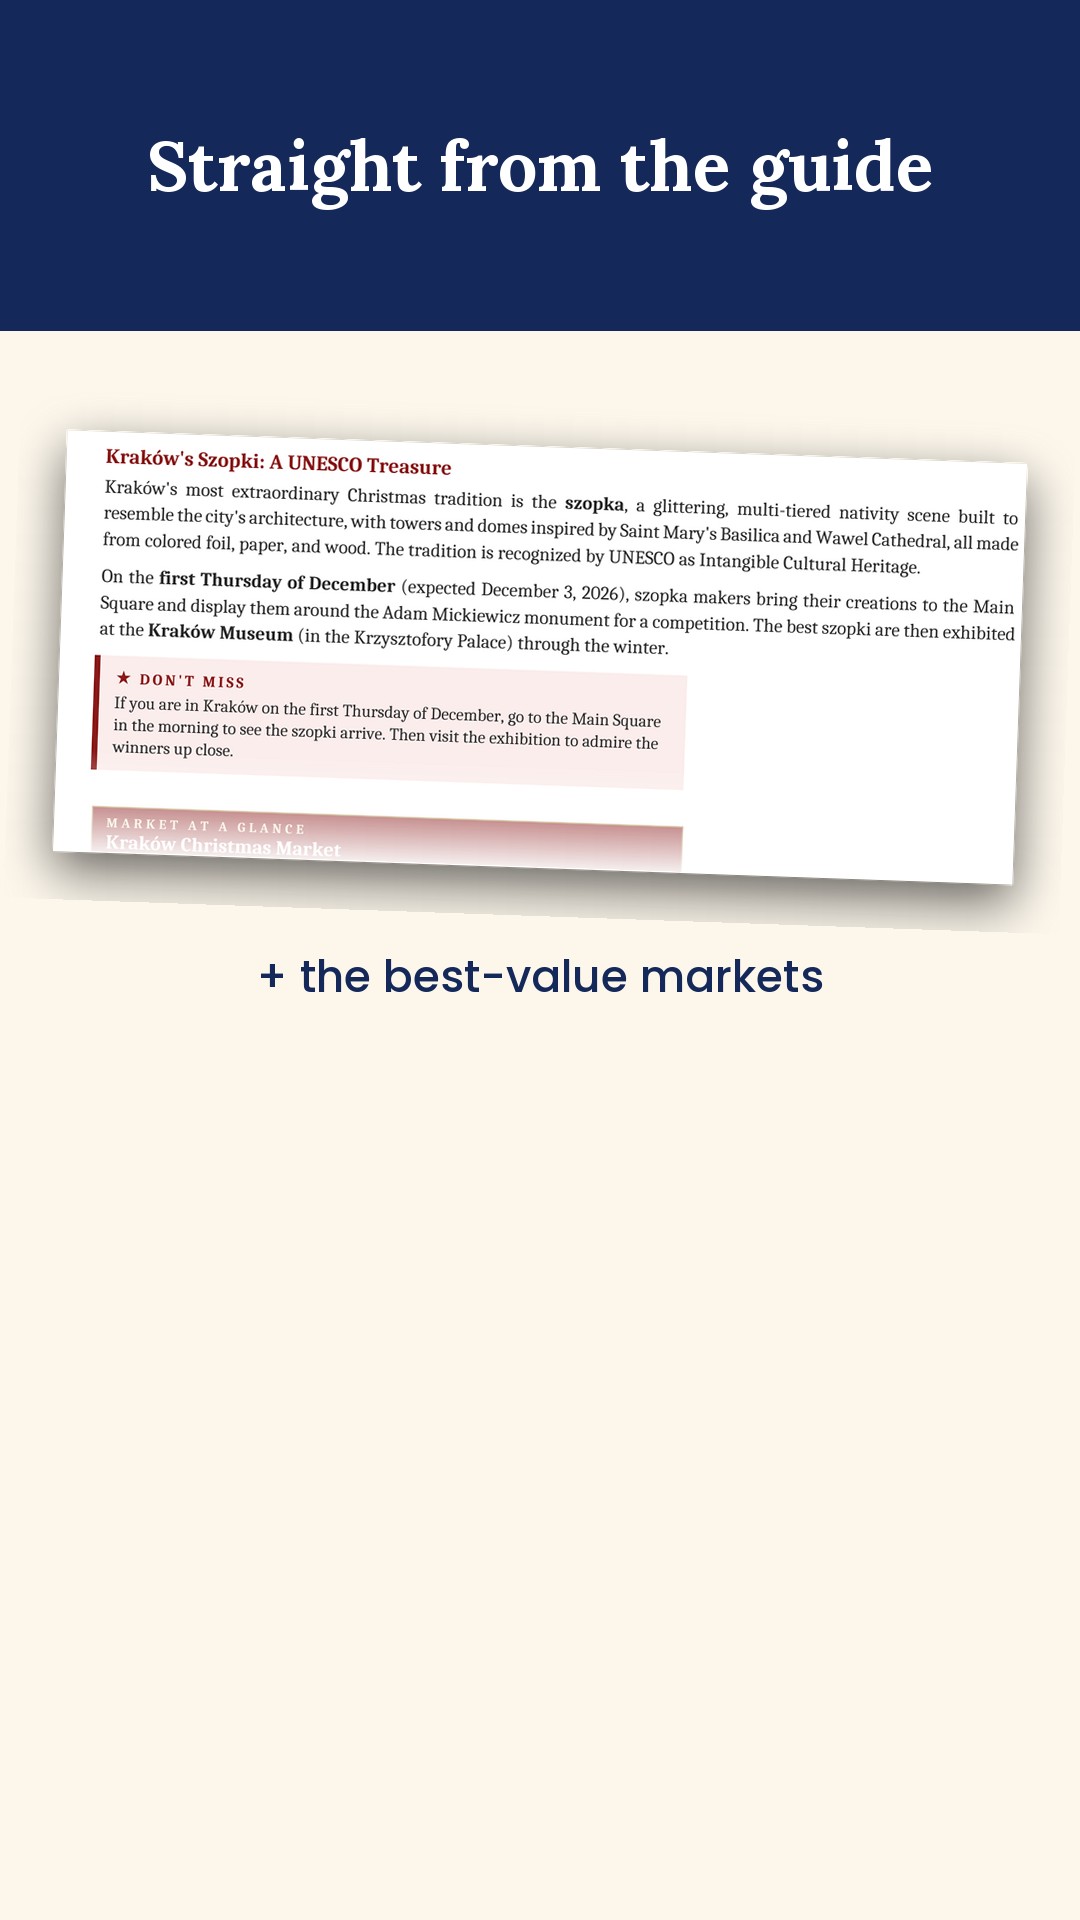 Straight from the guide
Kraków's Szopki: A UNESCO Treasure
Kraków's most extraordinary Christmas tradition is the szopka, a glittering, multi-tiered nativity scene built to
resemble the city's architecture, with towers and domes inspired by Saint Mary's Basilica and Wawel Cathedral, all made
from colored foil, paper, and wood. The tradition is recognized by UNESCO as Intangible Cultural Heritage.
On the first Thursday of December (expected December 3, 2026), szopka makers bring their creations to the Main
Square and display them around the Adam Mickiewicz monument for a competition. The best szopki are then exhibited
at the Kraków Museum (in the Krzysztofory Palace) through the winter.
★ DON'T MISS
If you are in Kraków on the first Thursday of December, go to the Main Square
in the morning to see the szopki arrive. Then visit the exhibition to admire the
winners up close.
MARKET AT A GLANCE
Kraków Christmas Market
+ the best-value markets